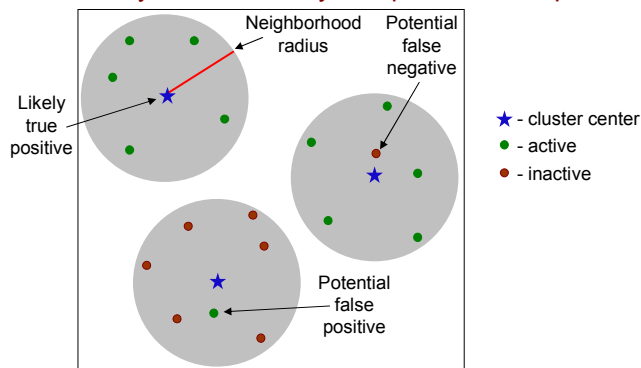 Neighborhood
radius
Potential
false
negative
Likely
true
positive
- cluster center
- active
- inactive
Potential
false
positive